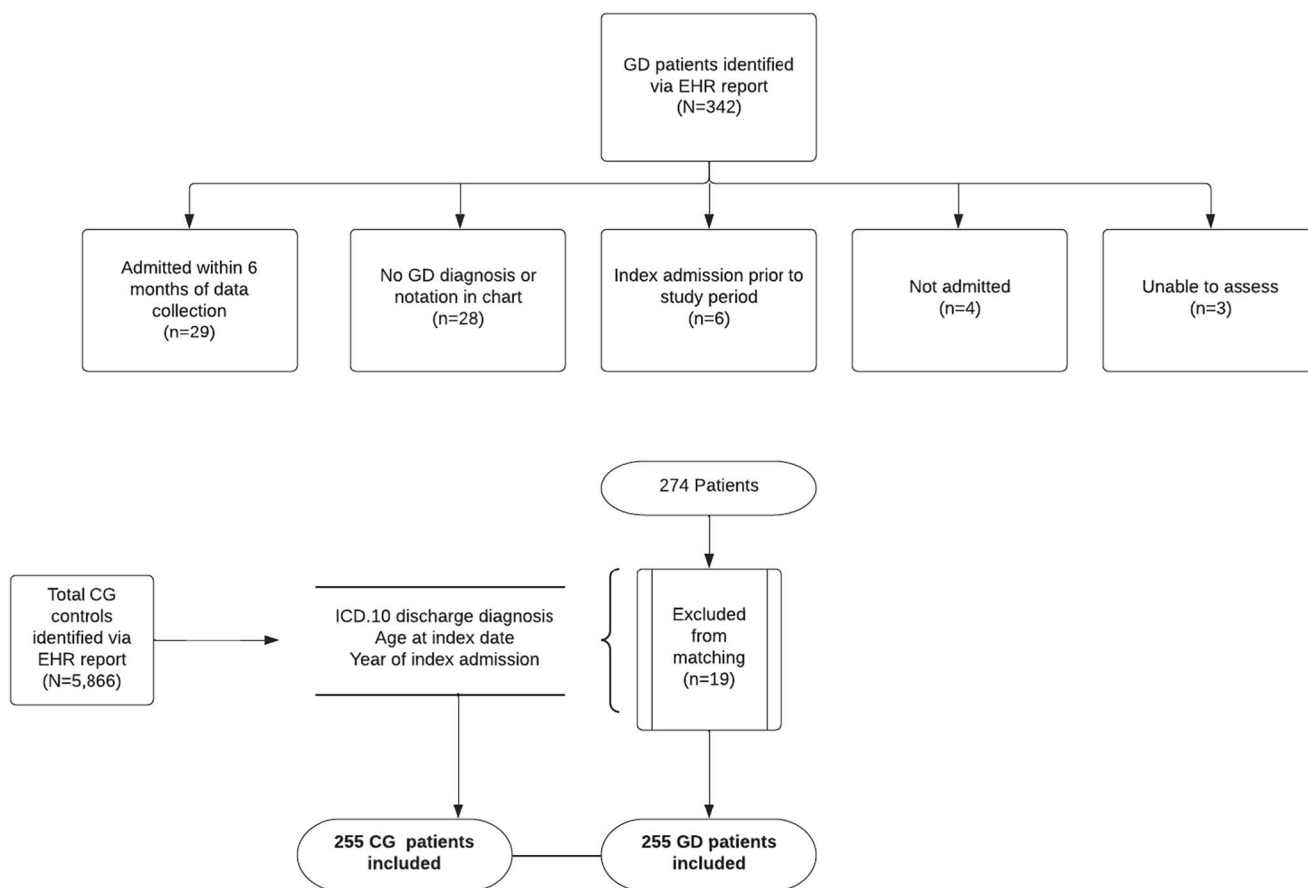 GD patients identified
via EHR report
(N=342)
Admitted within 6
months of data
collection
(n=29)
No GD diagnosis or
notation in chart
(n=28)
Index admission prior to
study period
(n=6)
Not admitted
(n=4)
Unable to assess
(n=3)
274 Patients
Total CG
controls
identified via
EHR report
(N=5,866)
ICD.10 discharge diagnosis
Age at index date
Year of index admission
Excluded
from
matching
(n=19)
255 CG patients
included
255 GD patients
included